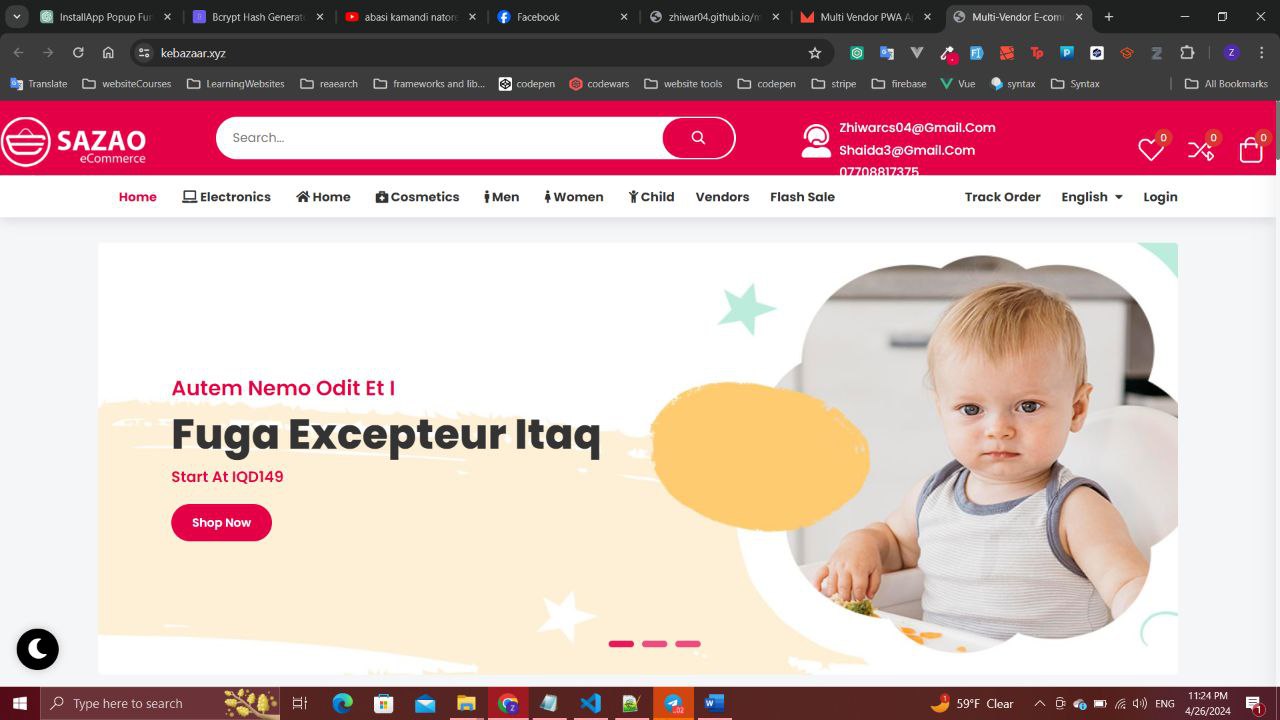 InstallApp Popup Fun
Bcrypt Hash Generat
abasi kamandi natore
Facebook
zhiwar04.github.io/m
Multi Vendor PWA A
Multi-Vendor E-com
kebazaar.xyz
Translate
websiteCourses
Learning Websites
reaearch
frameworks and lib...
codepen
codewars
website tools
codepen
stripe
firebase
Vue
syntax
Syntax
All Bookmarks
SAZAO
eCommerce
Search...
Zhiwarcs04@Gmail.Com
Shaida3@Gmail.Com
07708817375
0
0
0
Home
Electronics
Home
Cosmetics
Men
Women
Child
Vendors
Flash Sale
Track Order
English
Login
Autem Nemo Odit Et I
Fuga Excepteur Itaq
Start At IQD149
Shop Now
Type here to search
59°F Clear
ENG
11:24 PM
4/26/2024